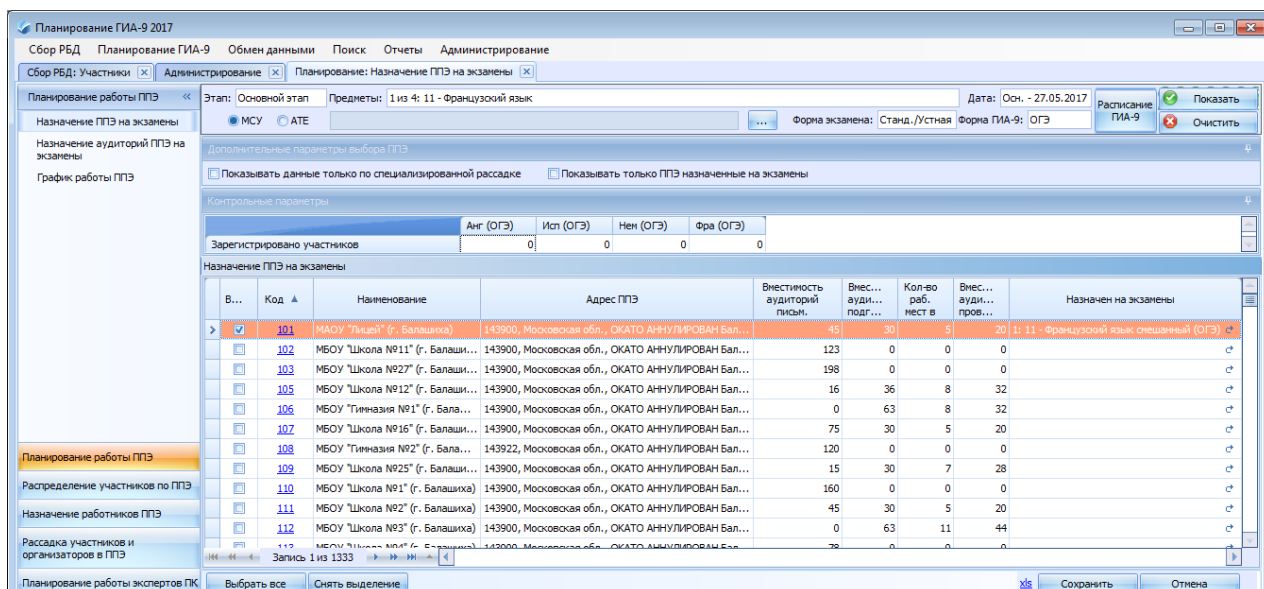 Планирование ГИА-9 2017
Сбор РБД Планирование ГИА-9 Обмен данными Поиск Отчеты Администрирование
Сбор РБД: Участники Администрирование Планирование: Назначение ППЭ на экзамены
Планирование работы ППЭ «
Назначение ППЭ на экзамены
Назначение аудиторий ППЭ на
экзамены
График работы ППЭ
Планирование работы ППЭ
Распределение участников по ППЭ
Назначение работников ППЭ
Рассадка участников и
организаторов в ППЭ
Планирование работы экспертов ПК
Этап: Основной этап Предметы: 1 из 4: 11 - Французский язык Дата: Осн. - 27.05.2017 Расписание ГИА-9 Показать
МСУ АТЕ ... Форма экзамена: Станд./Устная Форма ГИА-9: ОГЭ Очистить
Дополнительные параметры выбора ППЭ
Показывать данные только по специализированной рассадке Показывать только ППЭ назначенные на экзамены
Контрольные параметры
Анг (ОГЭ) Исп (ОГЭ) Нем (ОГЭ) Фра (ОГЭ)
Зарегистрировано участников 0 0 0 0
Назначение ППЭ на экзамены
В... Код Наименование Адрес ППЭ Вместимость аудиторий письм. Вмес... ауди... подг... Кол-во раб. мест в Вмес... ауди... пров... Назначен на экзамены
101 МАОУ "Лицей" (г. Балашиха) 143900, Московская обл., ОКАТО АННУЛИРОВАН Бал... 45 30 5 20 1: 11 - Французский язык смешанный (ОГЭ)
102 МБОУ "Школа №11" (г. Балаши... 143900, Московская обл., ОКАТО АННУЛИРОВАН Бал... 123 0 0 0
103 МБОУ "Школа №27" (г. Балаши... 143900, Московская обл., ОКАТО АННУЛИРОВАН Бал... 198 0 0 0
105 МБОУ "Школа №12" (г. Балаши... 143900, Московская обл., ОКАТО АННУЛИРОВАН Бал... 16 36 8 32
106 МБОУ "Гимназия №1" (г. Бала... 143900, Московская обл., ОКАТО АННУЛИРОВАН Бал... 0 63 8 32
107 МБОУ "Школа №16" (г. Балаши... 143900, Московская обл., ОКАТО АННУЛИРОВАН Бал... 75 30 5 20
108 МБОУ "Гимназия №2" (г. Бала... 143922, Московская обл., ОКАТО АННУЛИРОВАН Бал... 120 0 0 0
109 МБОУ "Школа №25" (г. Балаши... 143900, Московская обл., ОКАТО АННУЛИРОВАН Бал... 15 30 7 28
110 МБОУ "Школа №1" (г. Балашиха) 143900, Московская обл., ОКАТО АННУЛИРОВАН Бал... 160 0 0 0
111 МБОУ "Школа №2" (г. Балашиха) 143900, Московская обл., ОКАТО АННУЛИРОВАН Бал... 45 30 5 20
112 МБОУ "Школа №3" (г. Балашиха) 143900, Московская обл., ОКАТО АННУЛИРОВАН Бал... 0 63 11 44
113 МБОУ "Школа №4" (г. Балашиха) 143900, Московская обл., ОКАТО АННУЛИРОВАН Бал... 78 0 0 0
Запись 1 из 1333
Выбрать все Снять выделение xls Сохранить Отмена